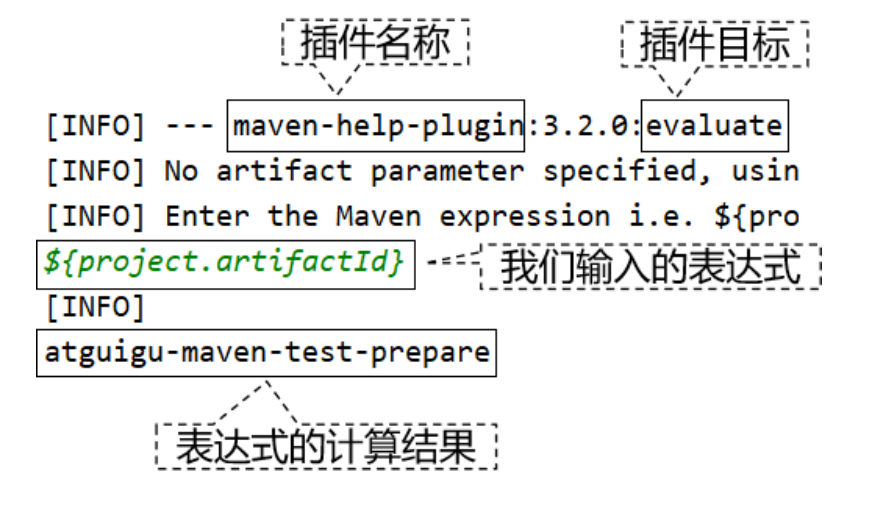 插件名称 插件目标
[INFO] --- maven-help-plugin:3.2.0:evaluate
[INFO] No artifact parameter specified, usin
[INFO] Enter the Maven expression i.e. ${pro
${project.artifactId} 我们输入的表达式
[INFO]
atguigu-maven-test-prepare
表达式的计算结果